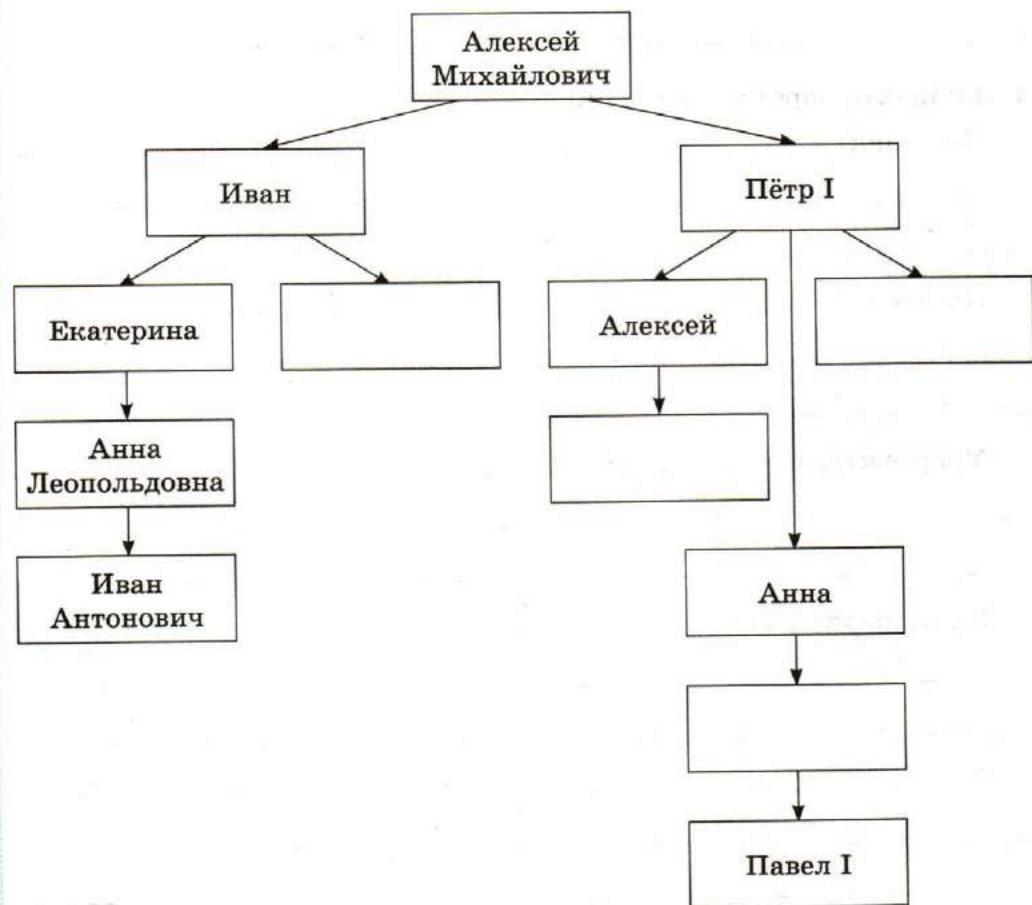 Алексей
Михайлович
Иван
Пётр I
Екатерина
Алексей
Анна
Леопольдовна
Иван
Антонович
Анна
Павел I